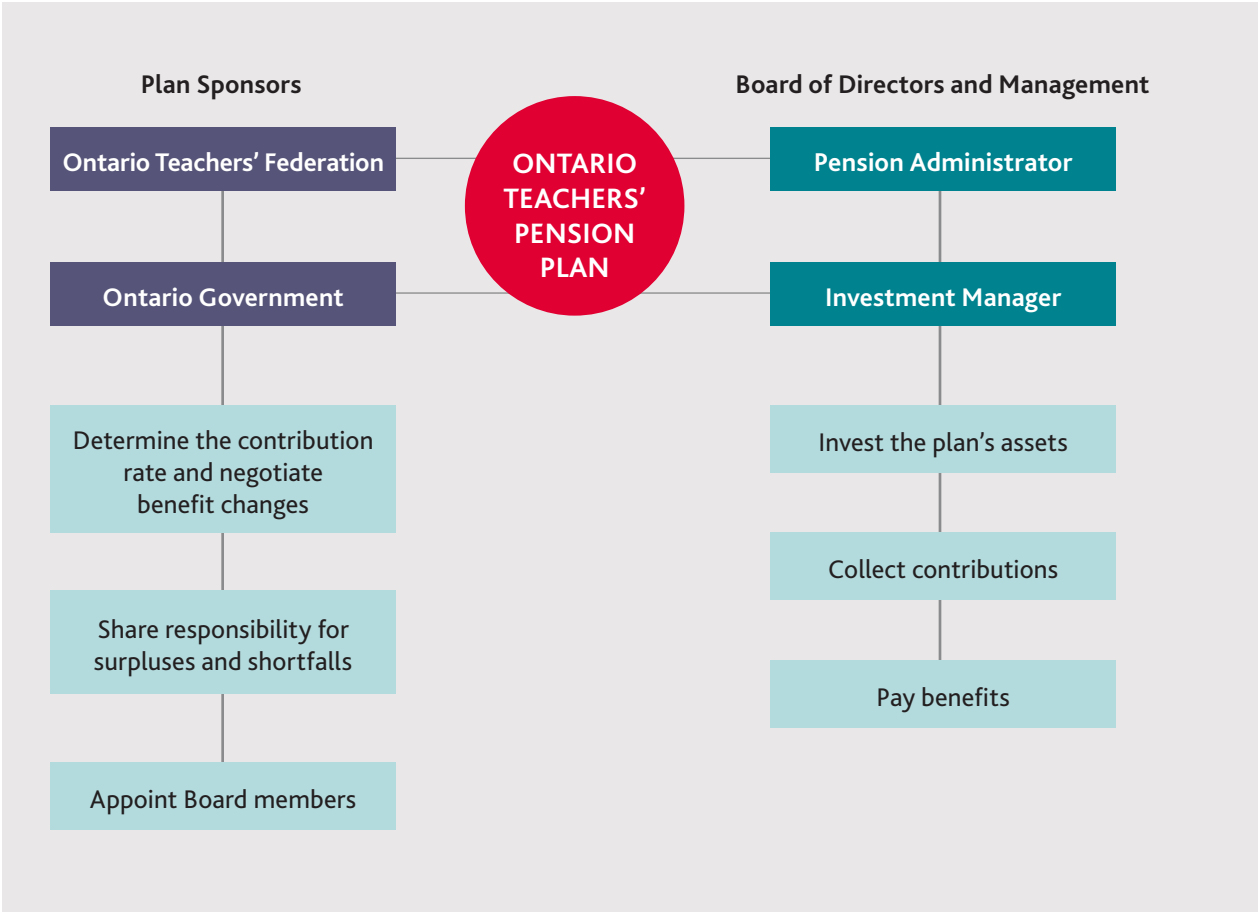 Plan Sponsors
Ontario Teachers’ Federation
Ontario Government
Determine the contribution
rate and negotiate
benefit changes
Share responsibility for
surpluses and shortfalls
Appoint Board members
ONTARIO
TEACHERS’
PENSION
PLAN
Board of Directors and Management
Pension Administrator
Investment Manager
Invest the plan’s assets
Collect contributions
Pay benefits